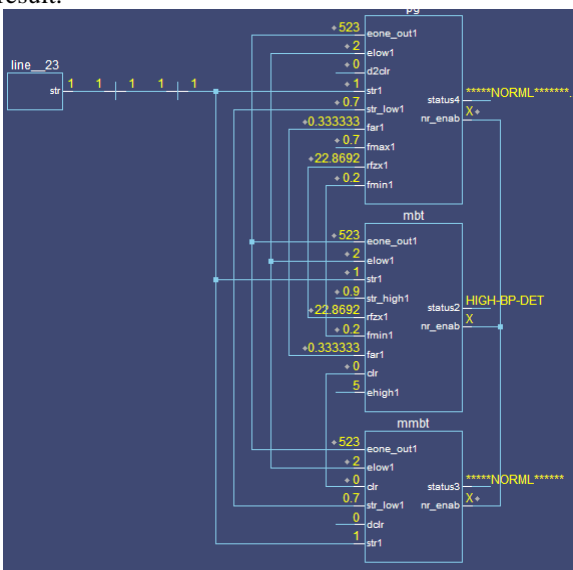 result.
pg
+523
eone_out1
+2
elow1
+0
d2clr
line__23
str
1 1 1 1 1
+1
str1
+0.7
str_low1
+0.333333
far1
+0.7
fmax1
+22.8692
rfzx1
+0.2
fmin1
status4
*****NORML*******.
nr_enab
X+
mbt
+523
eone_out1
+2
elow1
+1
str1
+0.9
str_high1
+22.8692
rfzx1
+0.2
fmin1
+0.333333
far1
+0
clr
5
ehigh1
status2
HIGH-BP-DET
nr_enab
X
mmbt
+523
eone_out1
+2
elow1
+0
clr
0.7
str_low1
0
dclr
1
str1
status3
*****NORML******
nr_enab
X+